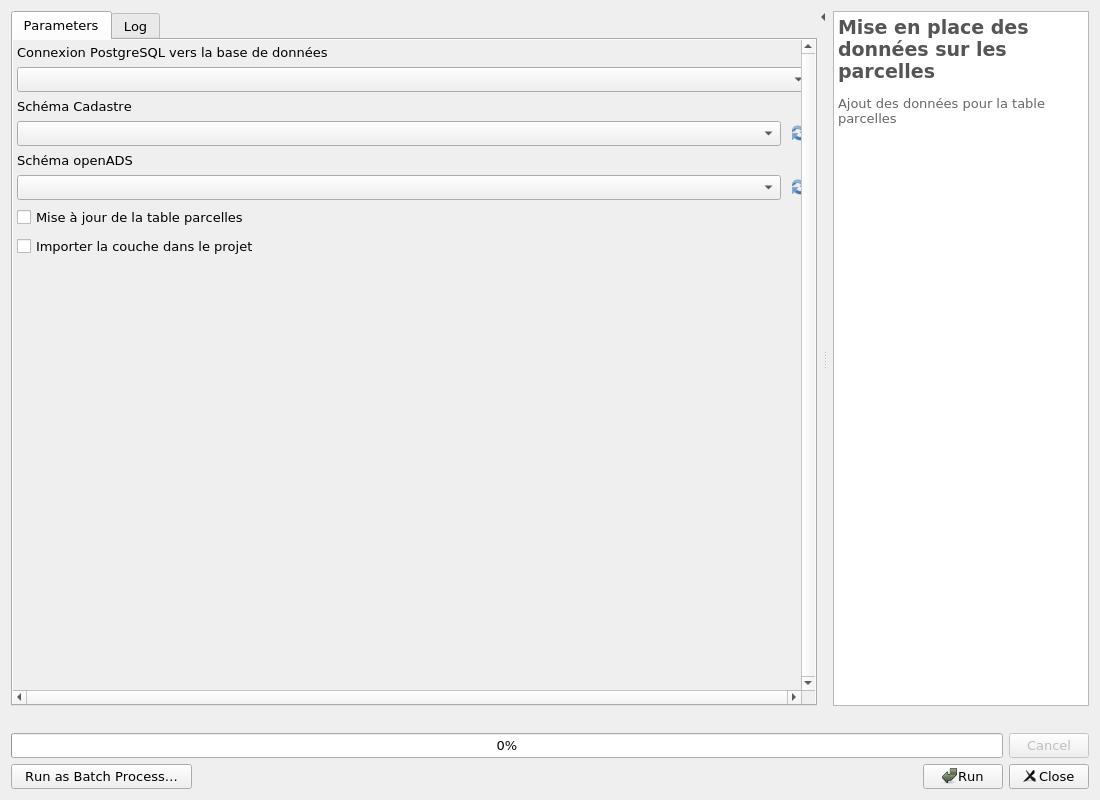 Parameters
Log
Connexion PostgreSQL vers la base de données
Schéma Cadastre
Schéma openADS
Mise à jour de la table parcelles
Importer la couche dans le projet
Mise en place des
données sur les
parcelles
Ajout des données pour la table
parcelles
0%
Cancel
Run as Batch Process...
Run
Close